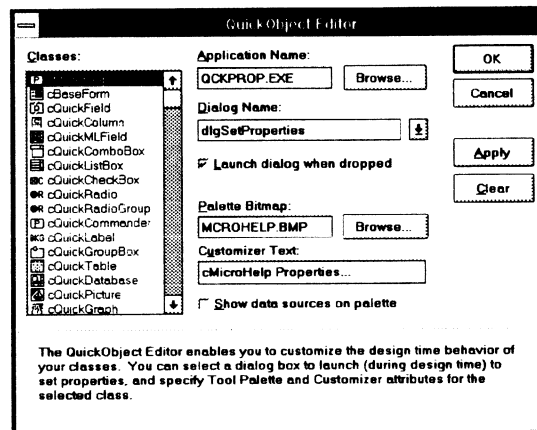 QuickObject Editor
Classes:
cBaseForm
cQuickField
cQuickColumn
cQuickMLField
cQuickComboBox
cQuickListBox
cQuickCheckBox
cQuickRadio
cQuickRadioGroup
cQuickCommander
cQuickLabel
cQuickGroupBox
cQuickTable
cQuickDatabase
cQuickPicture
cQuickGraph
Application Name:
QCKPROP.EXE
Browse...
Dialog Name:
dlgSetProperties
Launch dialog when dropped
Palette Bitmap:
MCROHELP.BMP
Browse...
Customizer Text:
cMicroHelp Properties...
Show data sources on palette
OK
Cancel
Apply
Clear
The QuickObject Editor enables you to customize the design time behavior of
your classes. You can select a dialog box to launch (during design time) to
set properties, and specify Tool Palette and Customizer attributes for the
selected class.